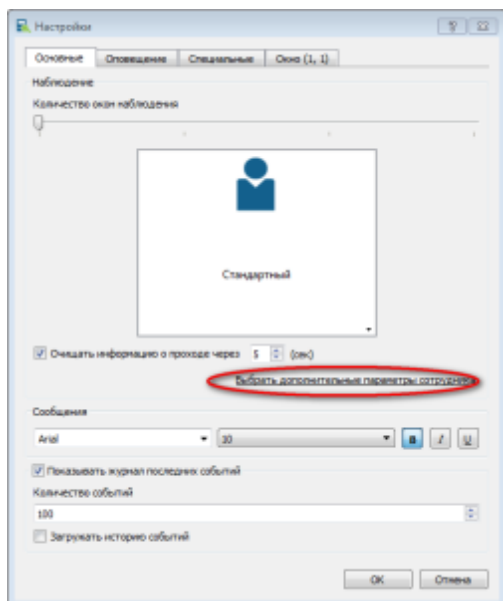 Настройки
Основные Оповещение Специальные Окно (1, 1)
Наблюдение
Количество окон наблюдения
Стандартный
Очищать информацию о проходе через 5 (сек)
Выбрать дополнительные параметры сотрудника
Сообщения
Arial 10 B I U
Показывать журнал последних событий
Количество событий
100
Загружать историю событий
OK Отмена